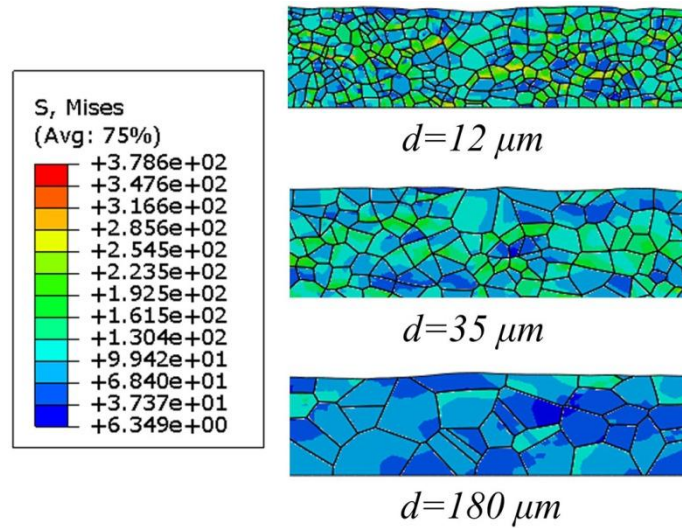 S, Mises
(Avg: 75%)
+3.786e+02
+3.476e+02
+3.166e+02
+2.856e+02
+2.545e+02
+2.235e+02
+1.925e+02
+1.615e+02
+1.304e+02
+9.942e+01
+6.840e+01
+3.737e+01
+6.349e+00
d=12 μm
d=35 μm
d=180 μm